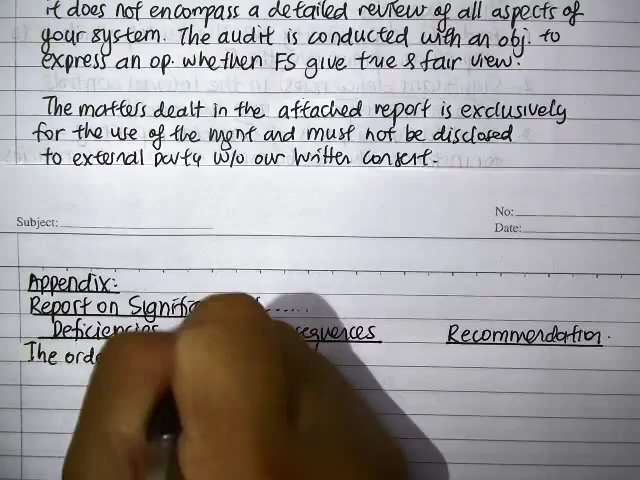 it does not encompass a detailed review of all aspects of
your system. The audit is conducted with an obj. to
express an op. whether FS give true & fair view.
The matters dealt in the attached report is exclusively
for the use of the mgnt and must not be disclosed
to external party w/o our written consent.
Subject:
No:
Date:
Appendix:
Report on
Deficiencies Recommendation.
The